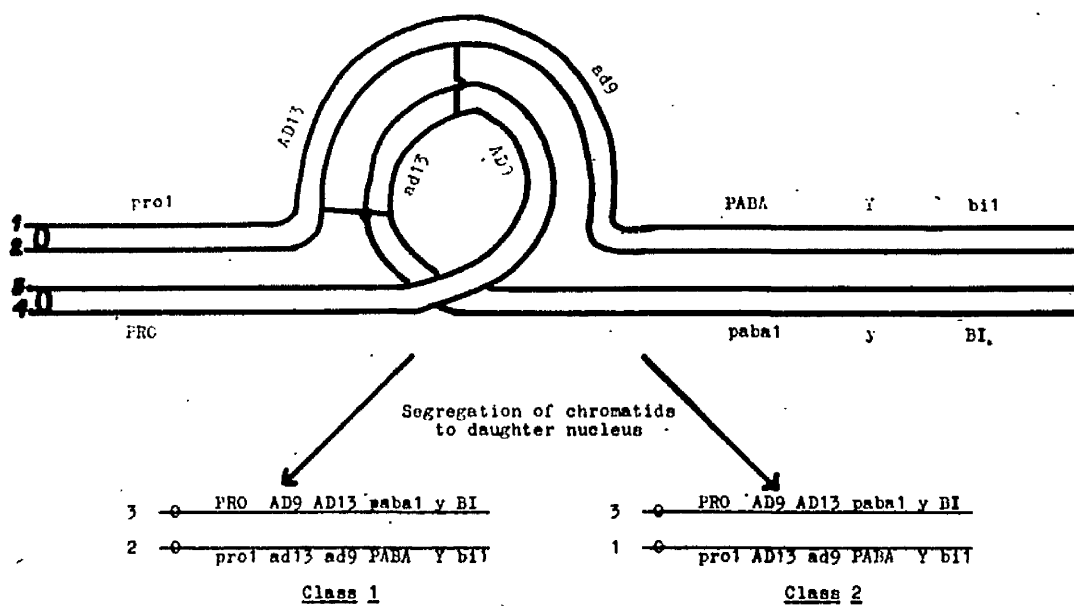 AD13
ad9
ad13
AD9
pro1 PABA Y bi1
1
2
3
4
PRO paba1 y BI.
Segregation of chromatids
to daughter nucleus
3 PRO AD9 AD13 paba1 y BI
2 pro1 ad13 ad9 PABA Y bi1
Class 1
3 PRO AD9 AD13 paba1 y BI
1 pro1 AD13 ad9 PABA Y bi1
Class 2